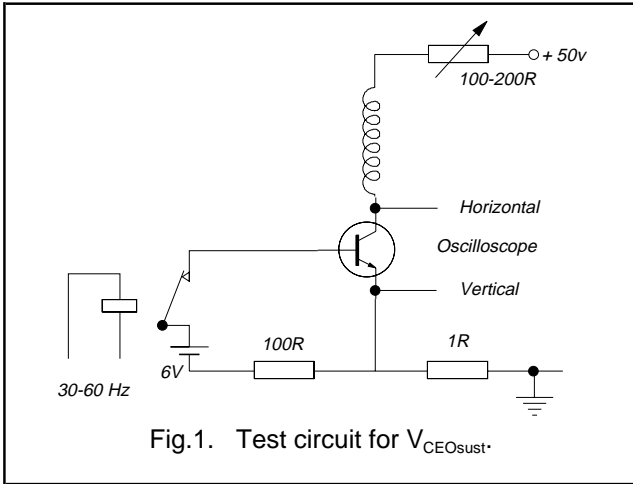 + 50v
100-200R
Horizontal
Oscilloscope
Vertical
100R
1R
6V
30-60 Hz
Fig.1. Test circuit for VCEOsust.